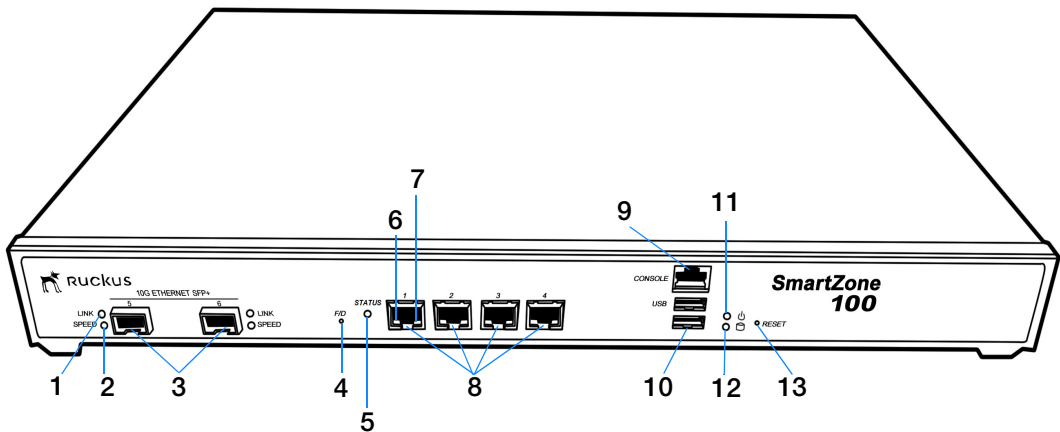 7
6
11
9
RUCKUS
10G ETHERNET SFP+
5
6
LINK
SPEED
LINK
SPEED
F/D
STATUS
1
2
3
4
CONSOLE
USB
SmartZone
100
RESET
1
2
3
4
5
8
10
12
13